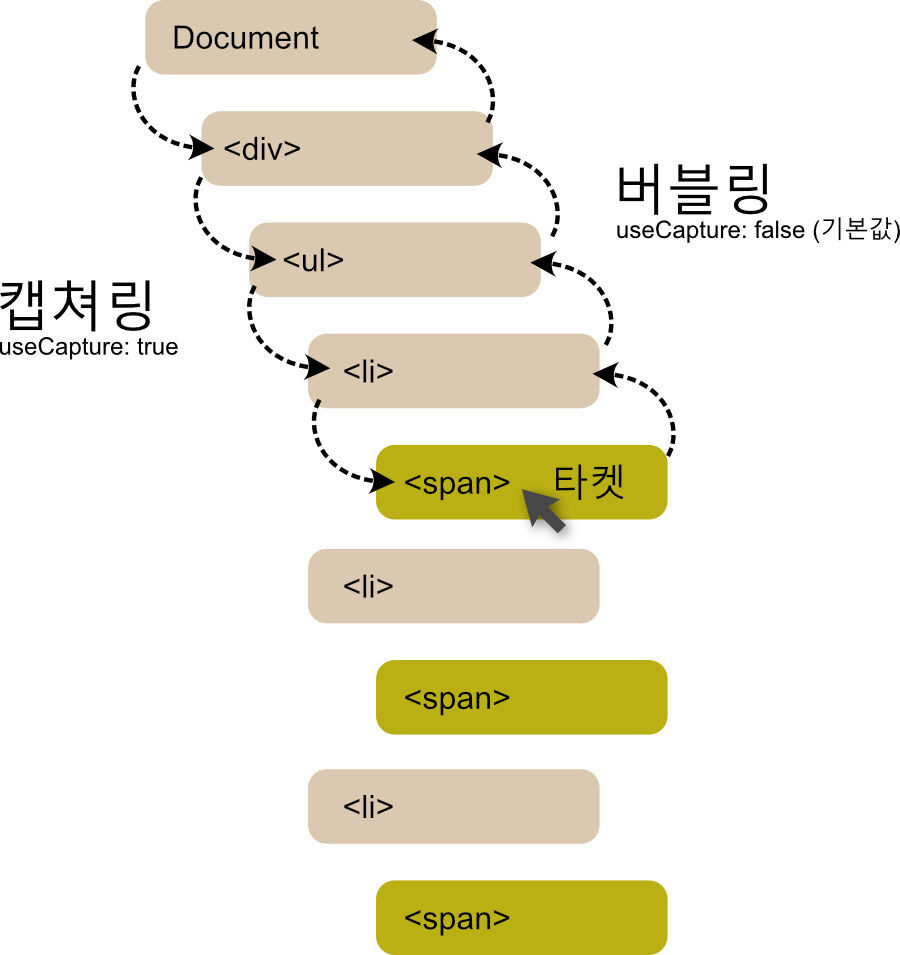 Document
<div>
버블링
useCapture: false (기본값)
<ul>
캡쳐링
useCapture: true
<li>
<span> 타켓
<li>
<span>
<li>
<span>